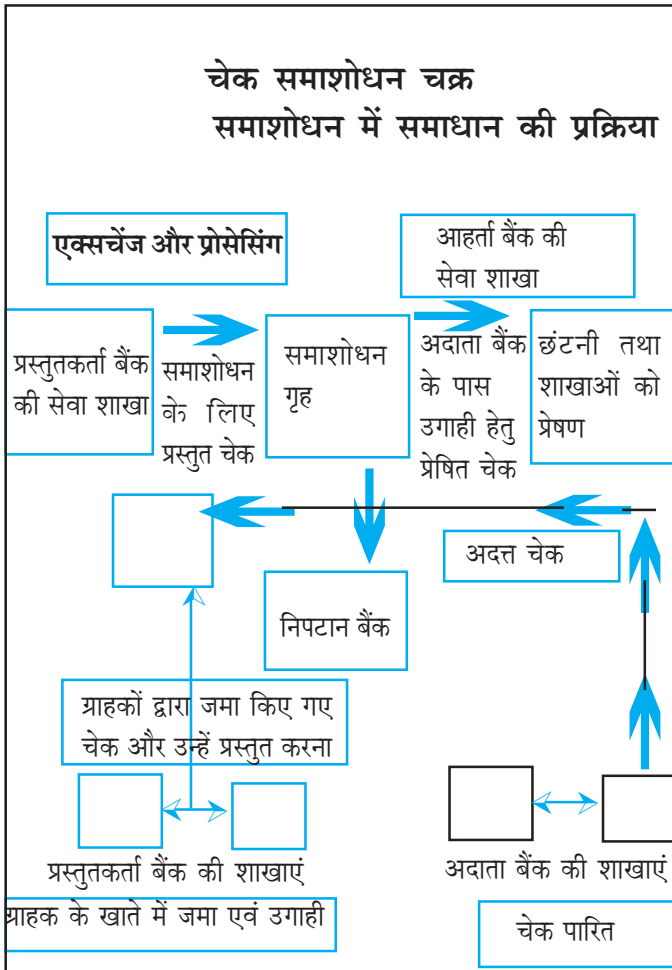 चेक समाशोधन चक्र
समाशोधन में समाधान की प्रक्रिया
एक्सचेंज और प्रोसेसिंग
आहर्ता बैंक की
सेवा शाखा
प्रस्तुतकर्ता बैंक
की सेवा शाखा
समाशोधन
के लिए
प्रस्तुत चेक
समाशोधन
गृह
अदाता बैंक
के पास
उगाही हेतु
प्रेषित चेक
छंटनी तथा
शाखाओं को
प्रेषण
अदत्त चेक
निपटान बैंक
ग्राहकों द्वारा जमा किए गए
चेक और उन्हें प्रस्तुत करना
प्रस्तुतकर्ता बैंक की शाखाएं
ग्राहक के खाते में जमा एवं उगाही
अदाता बैंक की शाखाएं
चेक पारित